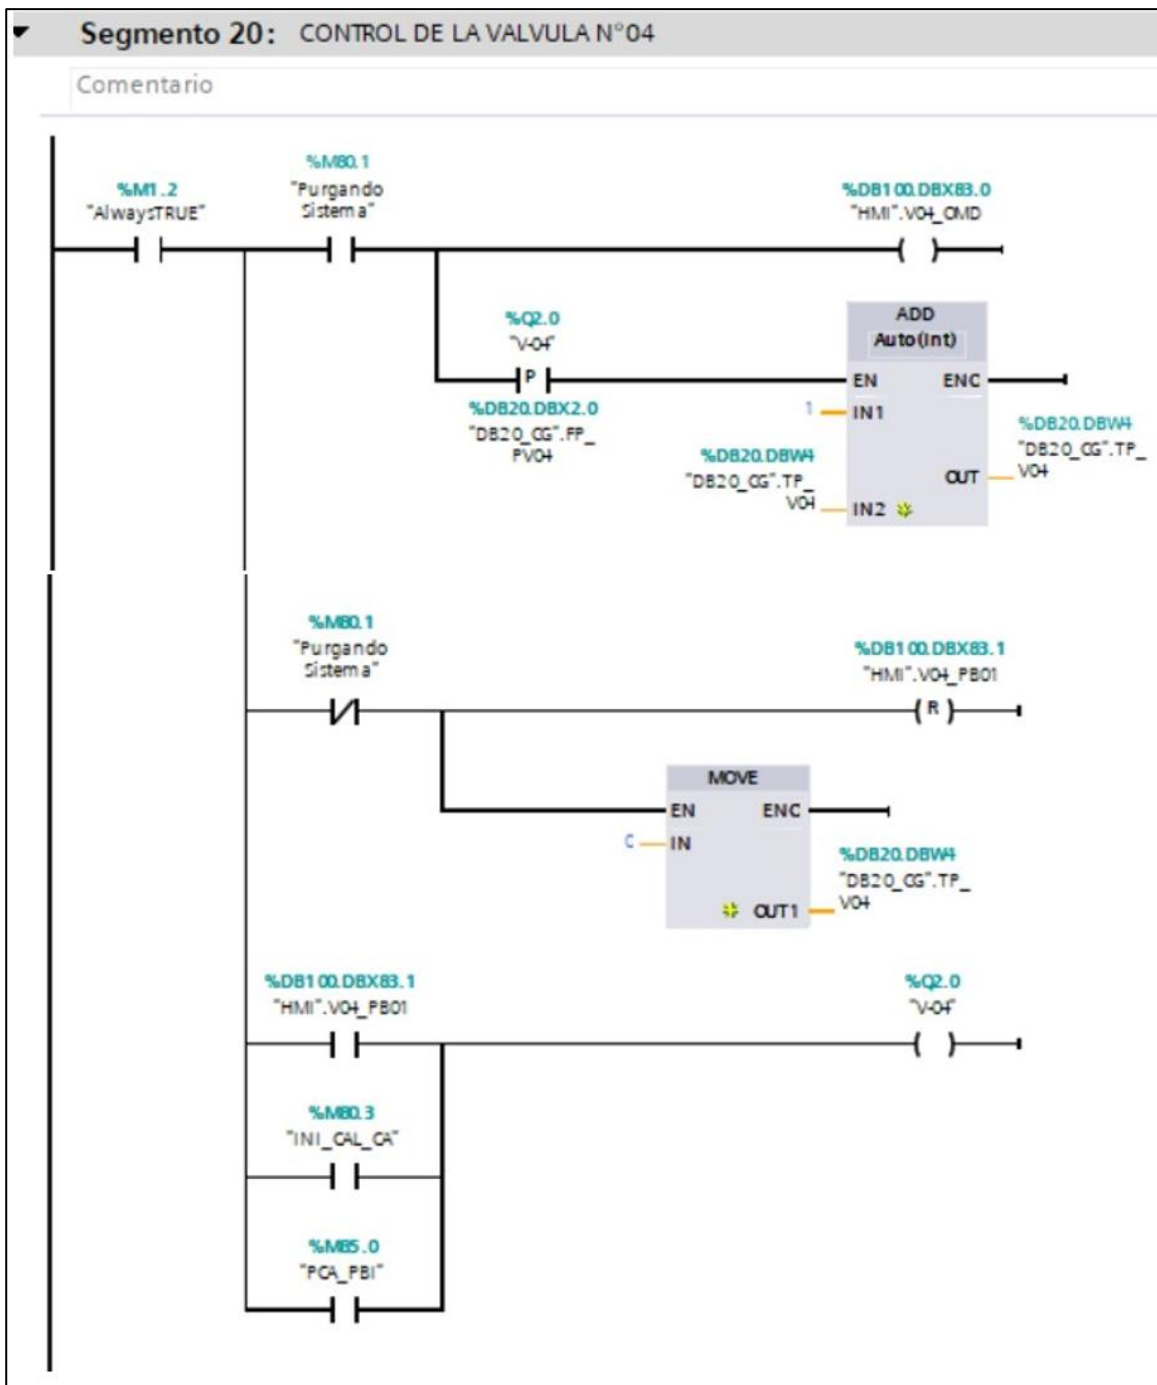 Segmento 20: CONTROL DE LA VALVULA N°04
Comentario
%M80.1
"Purgando
Sistema"
%M1.2
"AlwaysTRUE"
%DB100.DBX83.0
"HMI".V04_CMD
%Q2.0
"V-04"
P
%DB20.DBX2.0
"DB20_CG".FP_
PV04
ADD
Auto(Int)
EN ENO
1 IN1
%DB20.DBW4
"DB20_CG".TP_
V04
IN2
OUT
%DB20.DBW4
"DB20_CG".TP_
V04
%M80.1
"Purgando
Sistema"
%DB100.DBX83.1
"HMI".V04_PB01
R
MOVE
EN ENO
0 IN
OUT1
%DB20.DBW4
"DB20_CG".TP_
V04
%DB100.DBX83.1
"HMI".V04_PB01
%Q2.0
"V-04"
%M80.3
"INI_CAL_CA"
%M85.0
"PCA_PBI"